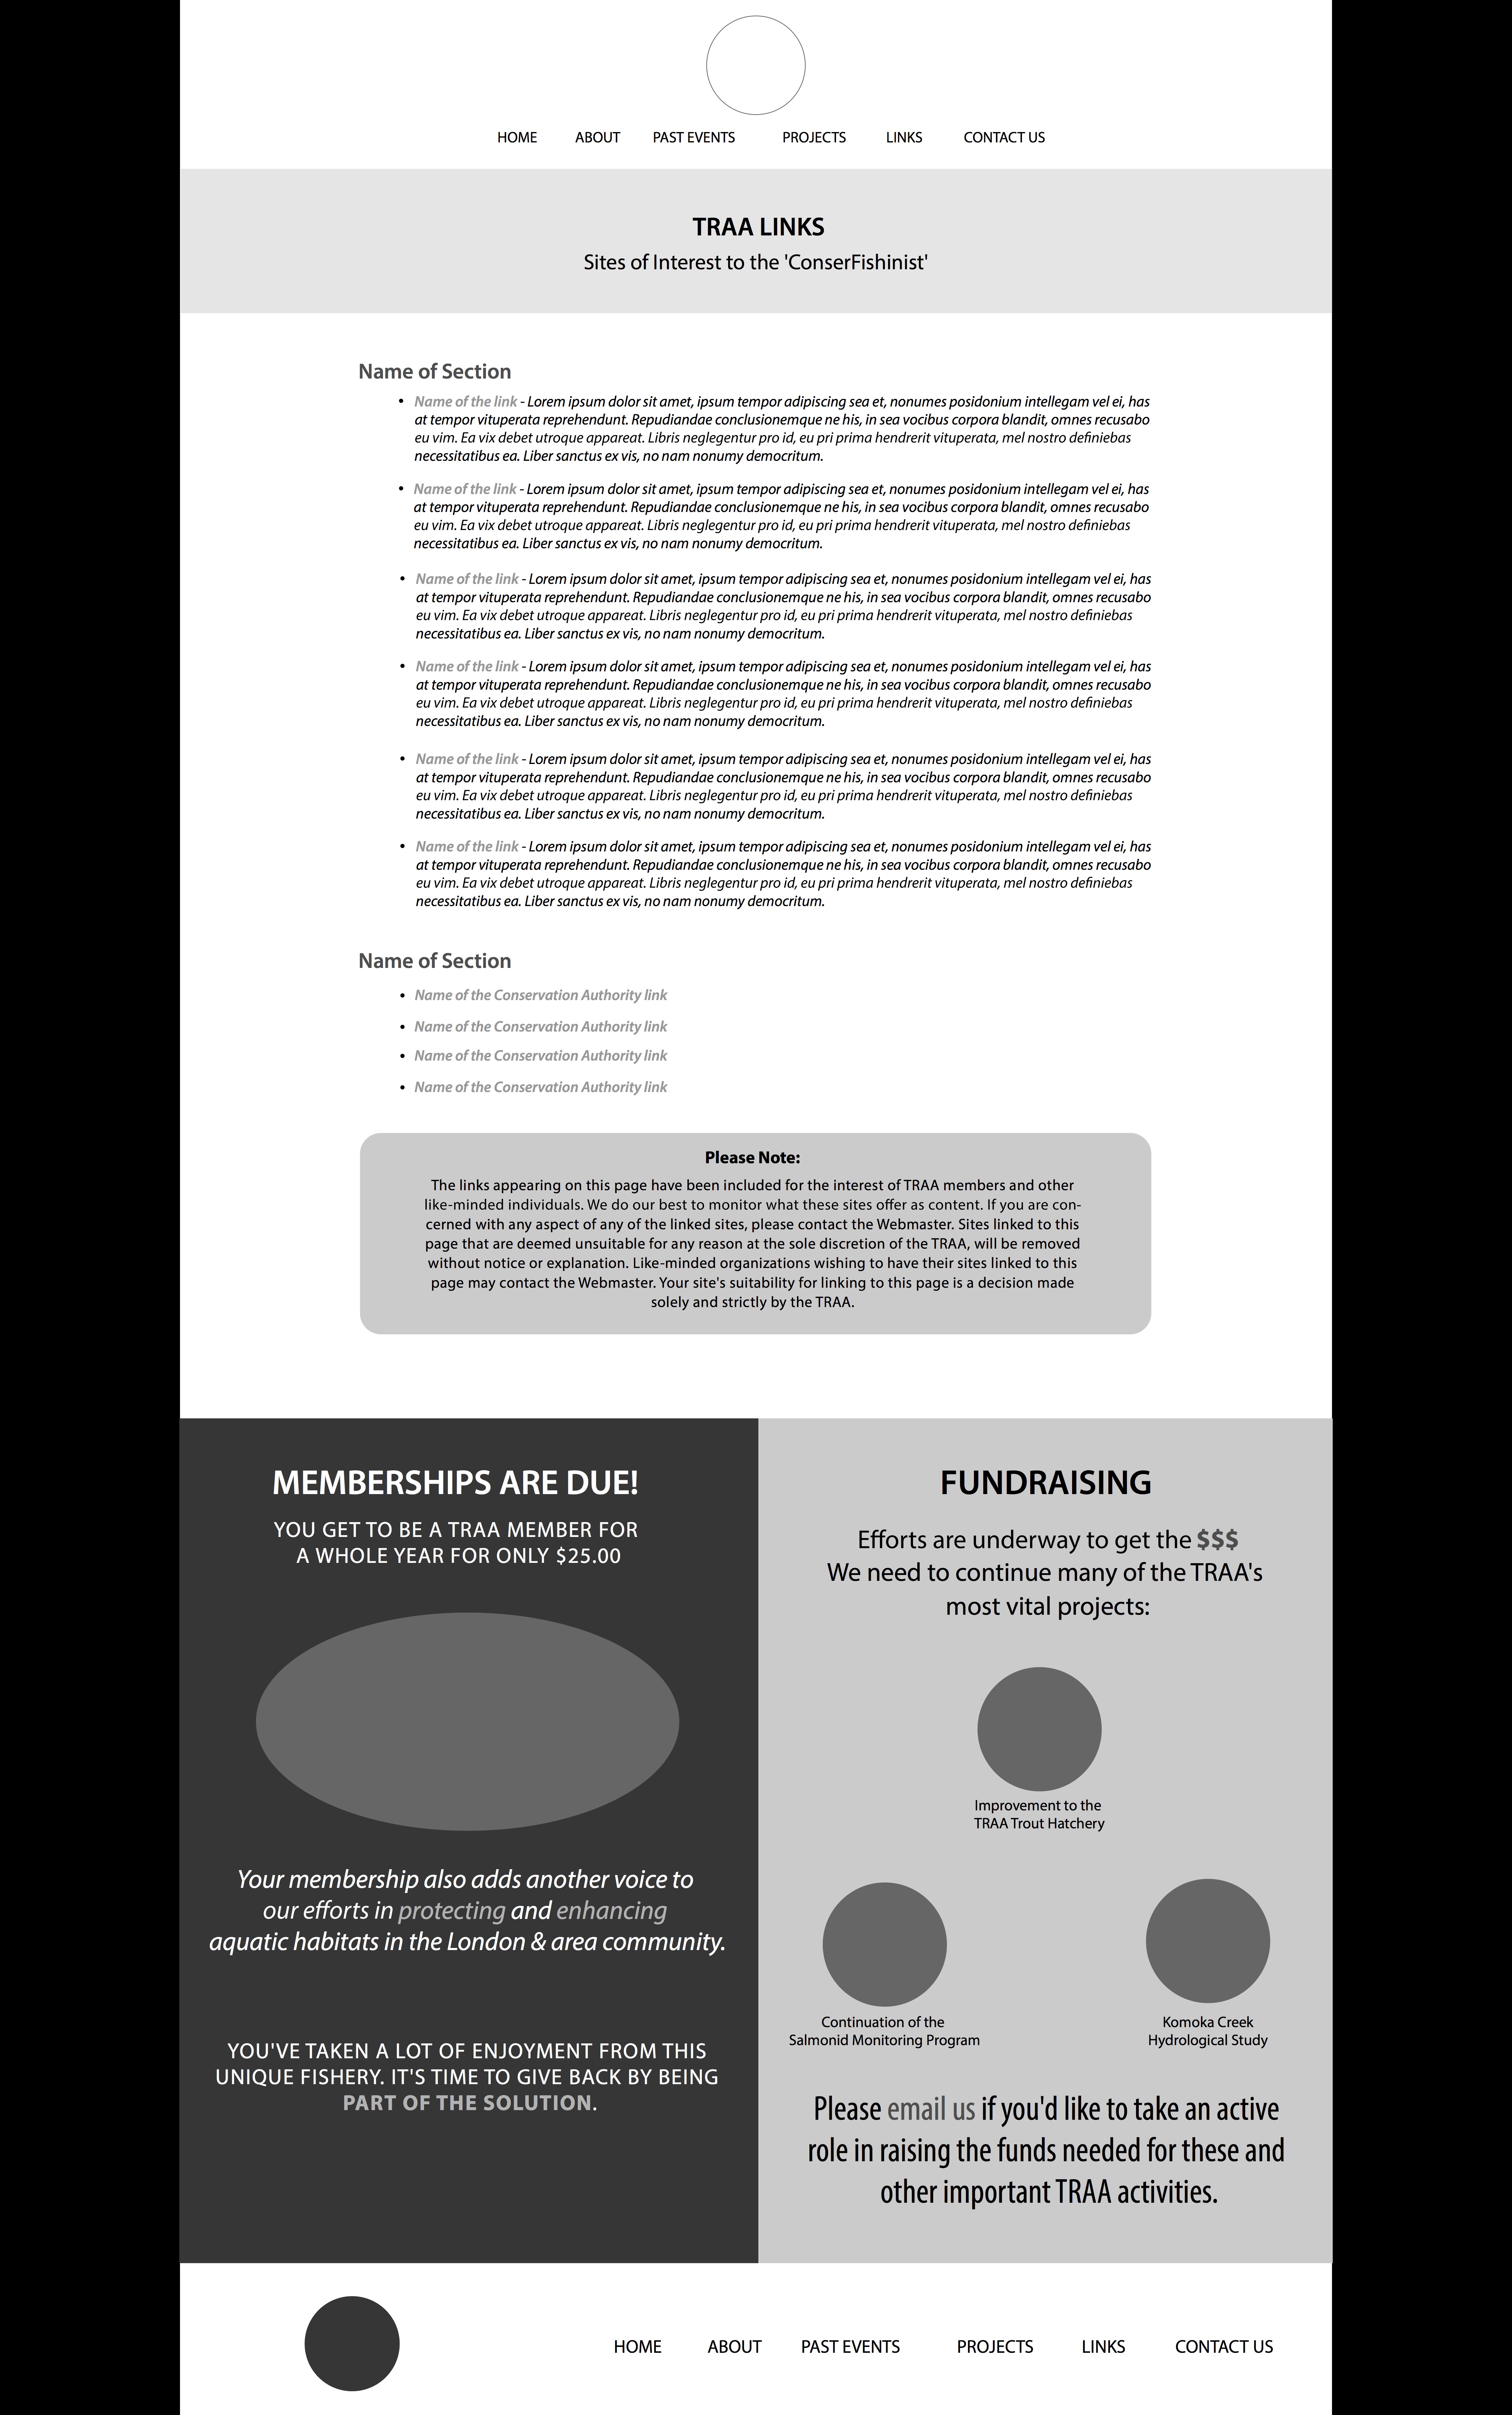 HOME ABOUT PAST EVENTS PROJECTS LINKS CONTACT US
TRAA LINKS
Sites of Interest to the 'ConserFishinist'
Name of Section
• Name of the link - Lorem ipsum dolor sit amet, ipsum tempor adipiscing sea et, nonumes posidonium intellegam vel ei, has
at tempor vituperata reprehendunt. Repudiandae conclusionemque ne his, in sea vocibus corpora blandit, omnes recusabo
eu vim. Ea vix debet utroque appareat. Libris neglegentur pro id, eu pri prima hendrerit vituperata, mel nostro definiebas
necessitatibus ea. Liber sanctus ex vis, no nam nonumy democritum.
• Name of the link - Lorem ipsum dolor sit amet, ipsum tempor adipiscing sea et, nonumes posidonium intellegam vel ei, has
at tempor vituperata reprehendunt. Repudiandae conclusionemque ne his, in sea vocibus corpora blandit, omnes recusabo
eu vim. Ea vix debet utroque appareat. Libris neglegentur pro id, eu pri prima hendrerit vituperata, mel nostro definiebas
necessitatibus ea. Liber sanctus ex vis, no nam nonumy democritum.
• Name of the link - Lorem ipsum dolor sit amet, ipsum tempor adipiscing sea et, nonumes posidonium intellegam vel ei, has
at tempor vituperata reprehendunt. Repudiandae conclusionemque ne his, in sea vocibus corpora blandit, omnes recusabo
eu vim. Ea vix debet utroque appareat. Libris neglegentur pro id, eu pri prima hendrerit vituperata, mel nostro definiebas
necessitatibus ea. Liber sanctus ex vis, no nam nonumy democritum.
• Name of the link - Lorem ipsum dolor sit amet, ipsum tempor adipiscing sea et, nonumes posidonium intellegam vel ei, has
at tempor vituperata reprehendunt. Repudiandae conclusionemque ne his, in sea vocibus corpora blandit, omnes recusabo
eu vim. Ea vix debet utroque appareat. Libris neglegentur pro id, eu pri prima hendrerit vituperata, mel nostro definiebas
necessitatibus ea. Liber sanctus ex vis, no nam nonumy democritum.
• Name of the link - Lorem ipsum dolor sit amet, ipsum tempor adipiscing sea et, nonumes posidonium intellegam vel ei, has
at tempor vituperata reprehendunt. Repudiandae conclusionemque ne his, in sea vocibus corpora blandit, omnes recusabo
eu vim. Ea vix debet utroque appareat. Libris neglegentur pro id, eu pri prima hendrerit vituperata, mel nostro definiebas
necessitatibus ea. Liber sanctus ex vis, no nam nonumy democritum.
• Name of the link - Lorem ipsum dolor sit amet, ipsum tempor adipiscing sea et, nonumes posidonium intellegam vel ei, has
at tempor vituperata reprehendunt. Repudiandae conclusionemque ne his, in sea vocibus corpora blandit, omnes recusabo
eu vim. Ea vix debet utroque appareat. Libris neglegentur pro id, eu pri prima hendrerit vituperata, mel nostro definiebas
necessitatibus ea. Liber sanctus ex vis, no nam nonumy democritum.
Name of Section
• Name of the Conservation Authority link
• Name of the Conservation Authority link
• Name of the Conservation Authority link
• Name of the Conservation Authority link
Please Note:
The links appearing on this page have been included for the interest of TRAA members and other
like-minded individuals. We do our best to monitor what these sites offer as content. If you are con-
cerned with any aspect of any of the linked sites, please contact the Webmaster. Sites linked to this
page that are deemed unsuitable for any reason at the sole discretion of the TRAA, will be removed
without notice or explanation. Like-minded organizations wishing to have their sites linked to this
page may contact the Webmaster. Your site's suitability for linking to this page is a decision made
solely and strictly by the TRAA.
MEMBERSHIPS ARE DUE!
YOU GET TO BE A TRAA MEMBER FOR
A WHOLE YEAR FOR ONLY $25.00
Your membership also adds another voice to
our efforts in protecting and enhancing
aquatic habitats in the London & area community.
YOU'VE TAKEN A LOT OF ENJOYMENT FROM THIS
UNIQUE FISHERY. IT'S TIME TO GIVE BACK BY BEING
PART OF THE SOLUTION.
FUNDRAISING
Efforts are underway to get the $$$
We need to continue many of the TRAA's
most vital projects:
Improvement to the
TRAA Trout Hatchery
Continuation of the
Salmonid Monitoring Program
Komoka Creek
Hydrological Study
Please email us if you'd like to take an active
role in raising the funds needed for these and
other important TRAA activities.
HOME ABOUT PAST EVENTS PROJECTS LINKS CONTACT US